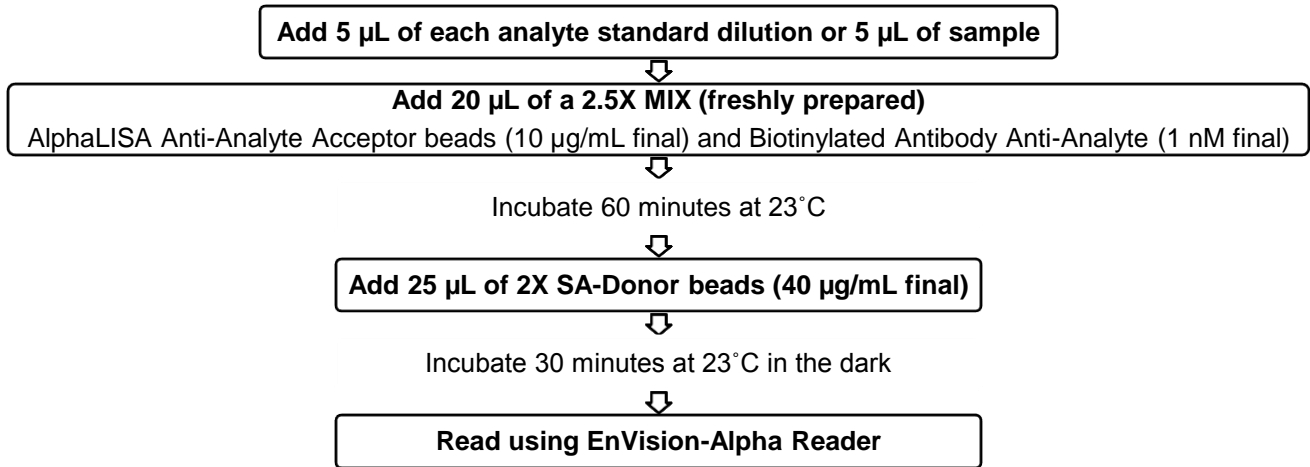 Add 5 µL of each analyte standard dilution or 5 µL of sample
Add 20 µL of a 2.5X MIX (freshly prepared)
AlphaLISA Anti-Analyte Acceptor beads (10 µg/mL final) and Biotinylated Antibody Anti-Analyte (1 nM final)
Incubate 60 minutes at 23˚C
Add 25 µL of 2X SA-Donor beads (40 µg/mL final)
Incubate 30 minutes at 23˚C in the dark
Read using EnVision-Alpha Reader